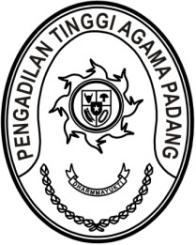 PENGADILAN TINGGI AGAMA PADANG
DHARMMAYUKTI